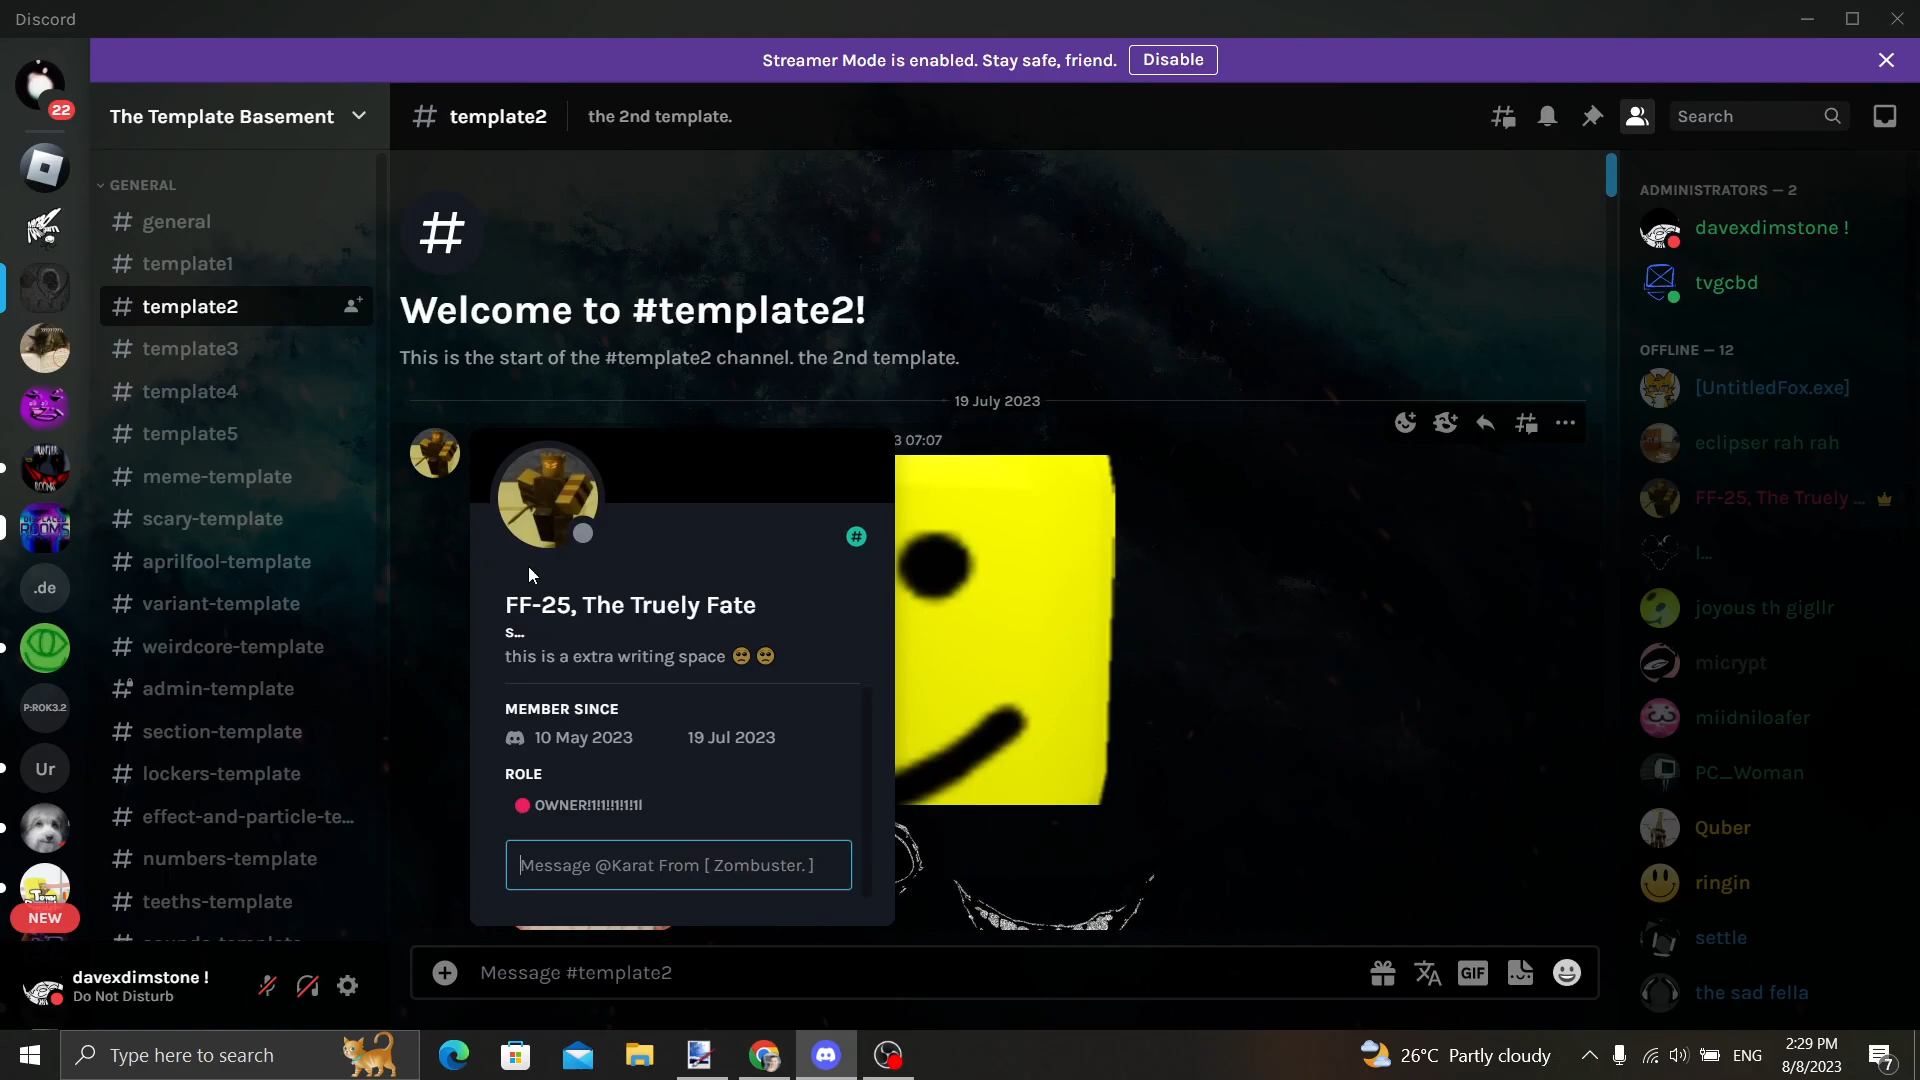 Discord
Streamer Mode is enabled. Stay safe, friend.
Disable
22
The Template Basement
template2
the 2nd template.
Search
GENERAL
general
template1
template2
template3
template4
template5
meme-template
scary-template
aprilfool-template
variant-template
weirdcore-template
admin-template
section-template
lockers-template
effect-and-particle-te...
numbers-template
teeths-template
.de
P:ROK3.2
Ur
NEW
Welcome to #template2!
This is the start of the #template2 channel. the 2nd template.
19 July 2023
3 07:07
FF-25, The Truely Fate
s...
this is a extra writing space 🥺 🥺
MEMBER SINCE
10 May 2023
19 Jul 2023
ROLE
Message @Karat From [ Zombuster. ]
Message #template2
GIF
ADMINISTRATORS — 2
davexdimstone !
tvgcbd
OFFLINE — 12
[UntitledFox.exe]
eclipser rah rah
FF-25, The Truely ...
I...
joyous th gigllr
micrypt
miidniloafer
PC_Woman
Quber
ringin
settle
the sad fella
davexdimstone !
Do Not Disturb
Type here to search
26°C Partly cloudy
ENG
2:29 PM
8/8/2023
7